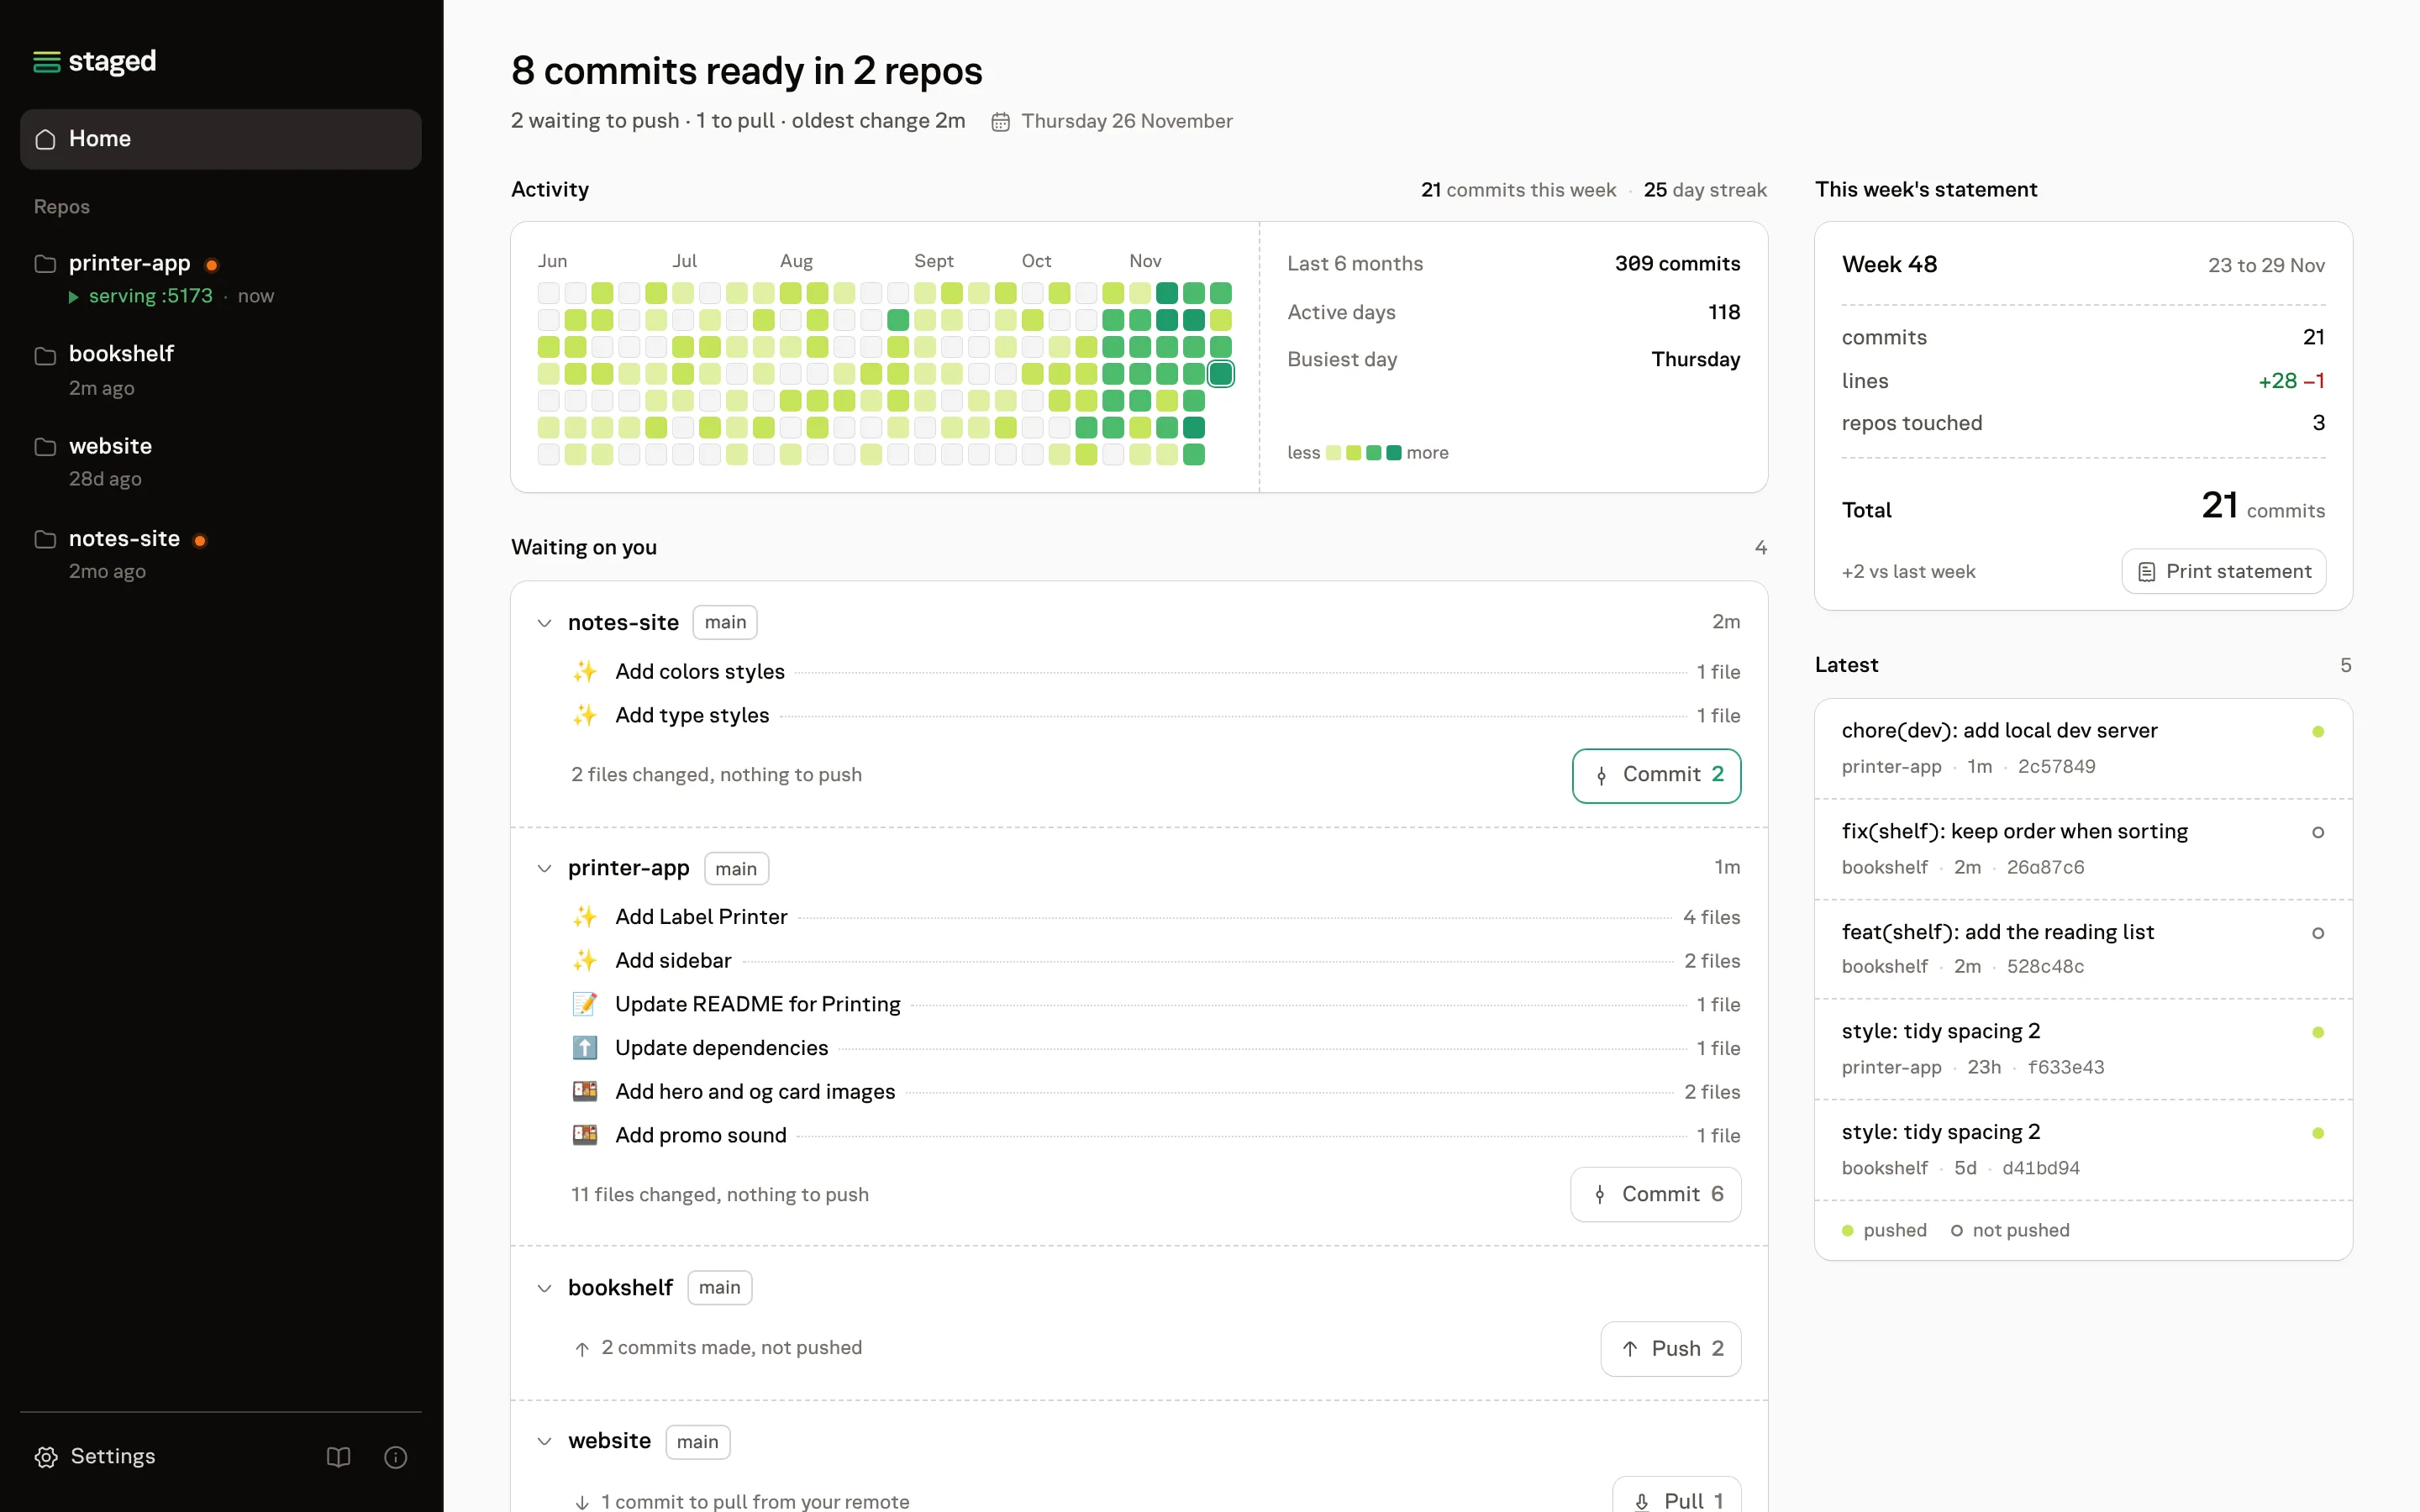 staged
Home
Repos
printer-app
serving :5173 · now
bookshelf
2m ago
website
28d ago
notes-site
2mo ago
Settings
8 commits ready in 2 repos
2 waiting to push · 1 to pull · oldest change 2m
Thursday 26 November
Activity
21 commits this week · 25 day streak
Jun Jul Aug Sept Oct Nov
Last 6 months 309 commits
Active days 118
Busiest day Thursday
less more
Waiting on you 4
notes-site main 2m
Add colors styles 1 file
Add type styles 1 file
2 files changed, nothing to push
Commit 2
printer-app main 1m
Add Label Printer 4 files
Add sidebar 2 files
Update README for Printing 1 file
Update dependencies 1 file
Add hero and og card images 2 files
Add promo sound 1 file
11 files changed, nothing to push
Commit 6
bookshelf main
2 commits made, not pushed
Push 2
website main
1 commit to pull from your remote
Pull 1
This week's statement
Week 48 23 to 29 Nov
commits 21
lines +28 −1
repos touched 3
Total 21 commits
+2 vs last week
Print statement
Latest 5
chore(dev): add local dev server
printer-app · 1m · 2c57849
fix(shelf): keep order when sorting
bookshelf · 2m · 26a87c6
feat(shelf): add the reading list
bookshelf · 2m · 528c48c
style: tidy spacing 2
printer-app · 23h · f633e43
style: tidy spacing 2
bookshelf · 5d · d41bd94
pushed not pushed